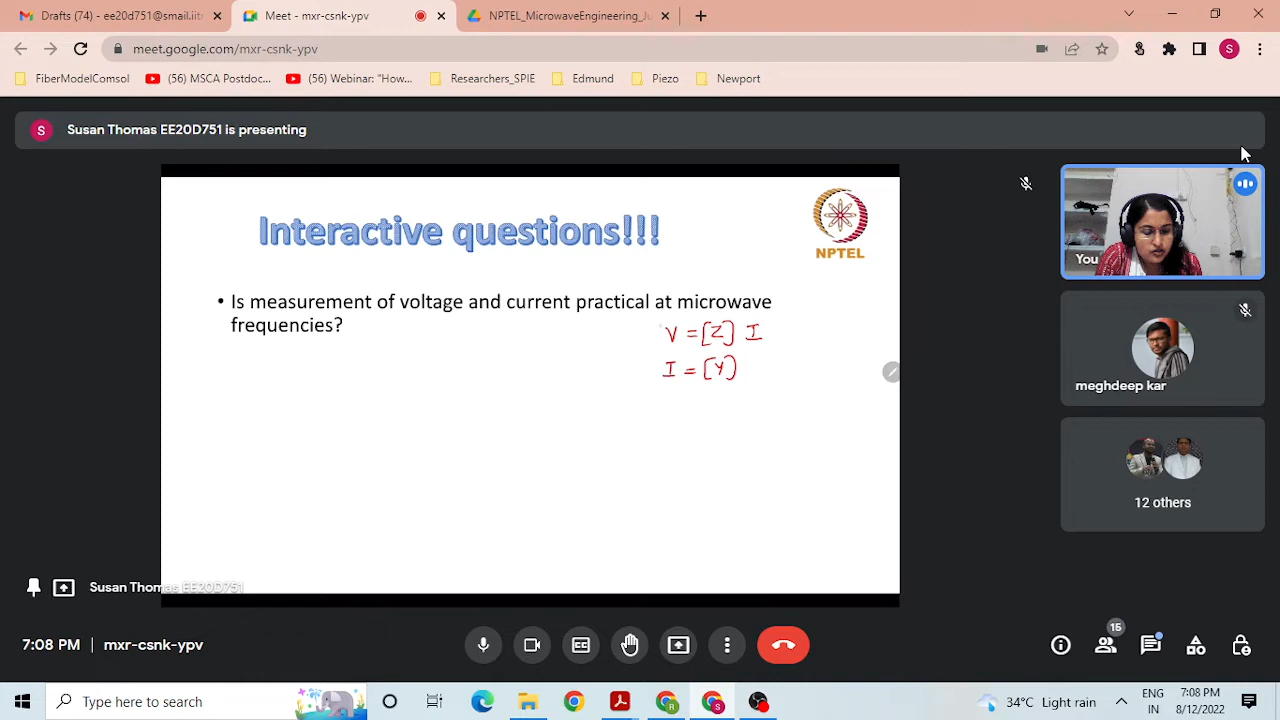 Drafts (74) - ee20d751@smail.iitm
Meet - mxr-csnk-ypv
NPTEL_MicrowaveEngineering_Ju
meet.google.com/mxr-csnk-ypv
FiberModelComsol
(56) MSCA Postdoc...
(56) Webinar: "How...
Researchers_SPIE
Edmund
Piezo
Newport
S
S
Susan Thomas EE20D751 is presenting
Interactive questions!!!
NPTEL
• Is measurement of voltage and current practical at microwave
frequencies?
V = [Z] I
I = [Y]
You
meghdeep kar
12 others
Susan Thomas EE20D751
7:08 PM | mxr-csnk-ypv
15
Type here to search
34°C Light rain
ENG
IN
7:08 PM
8/12/2022